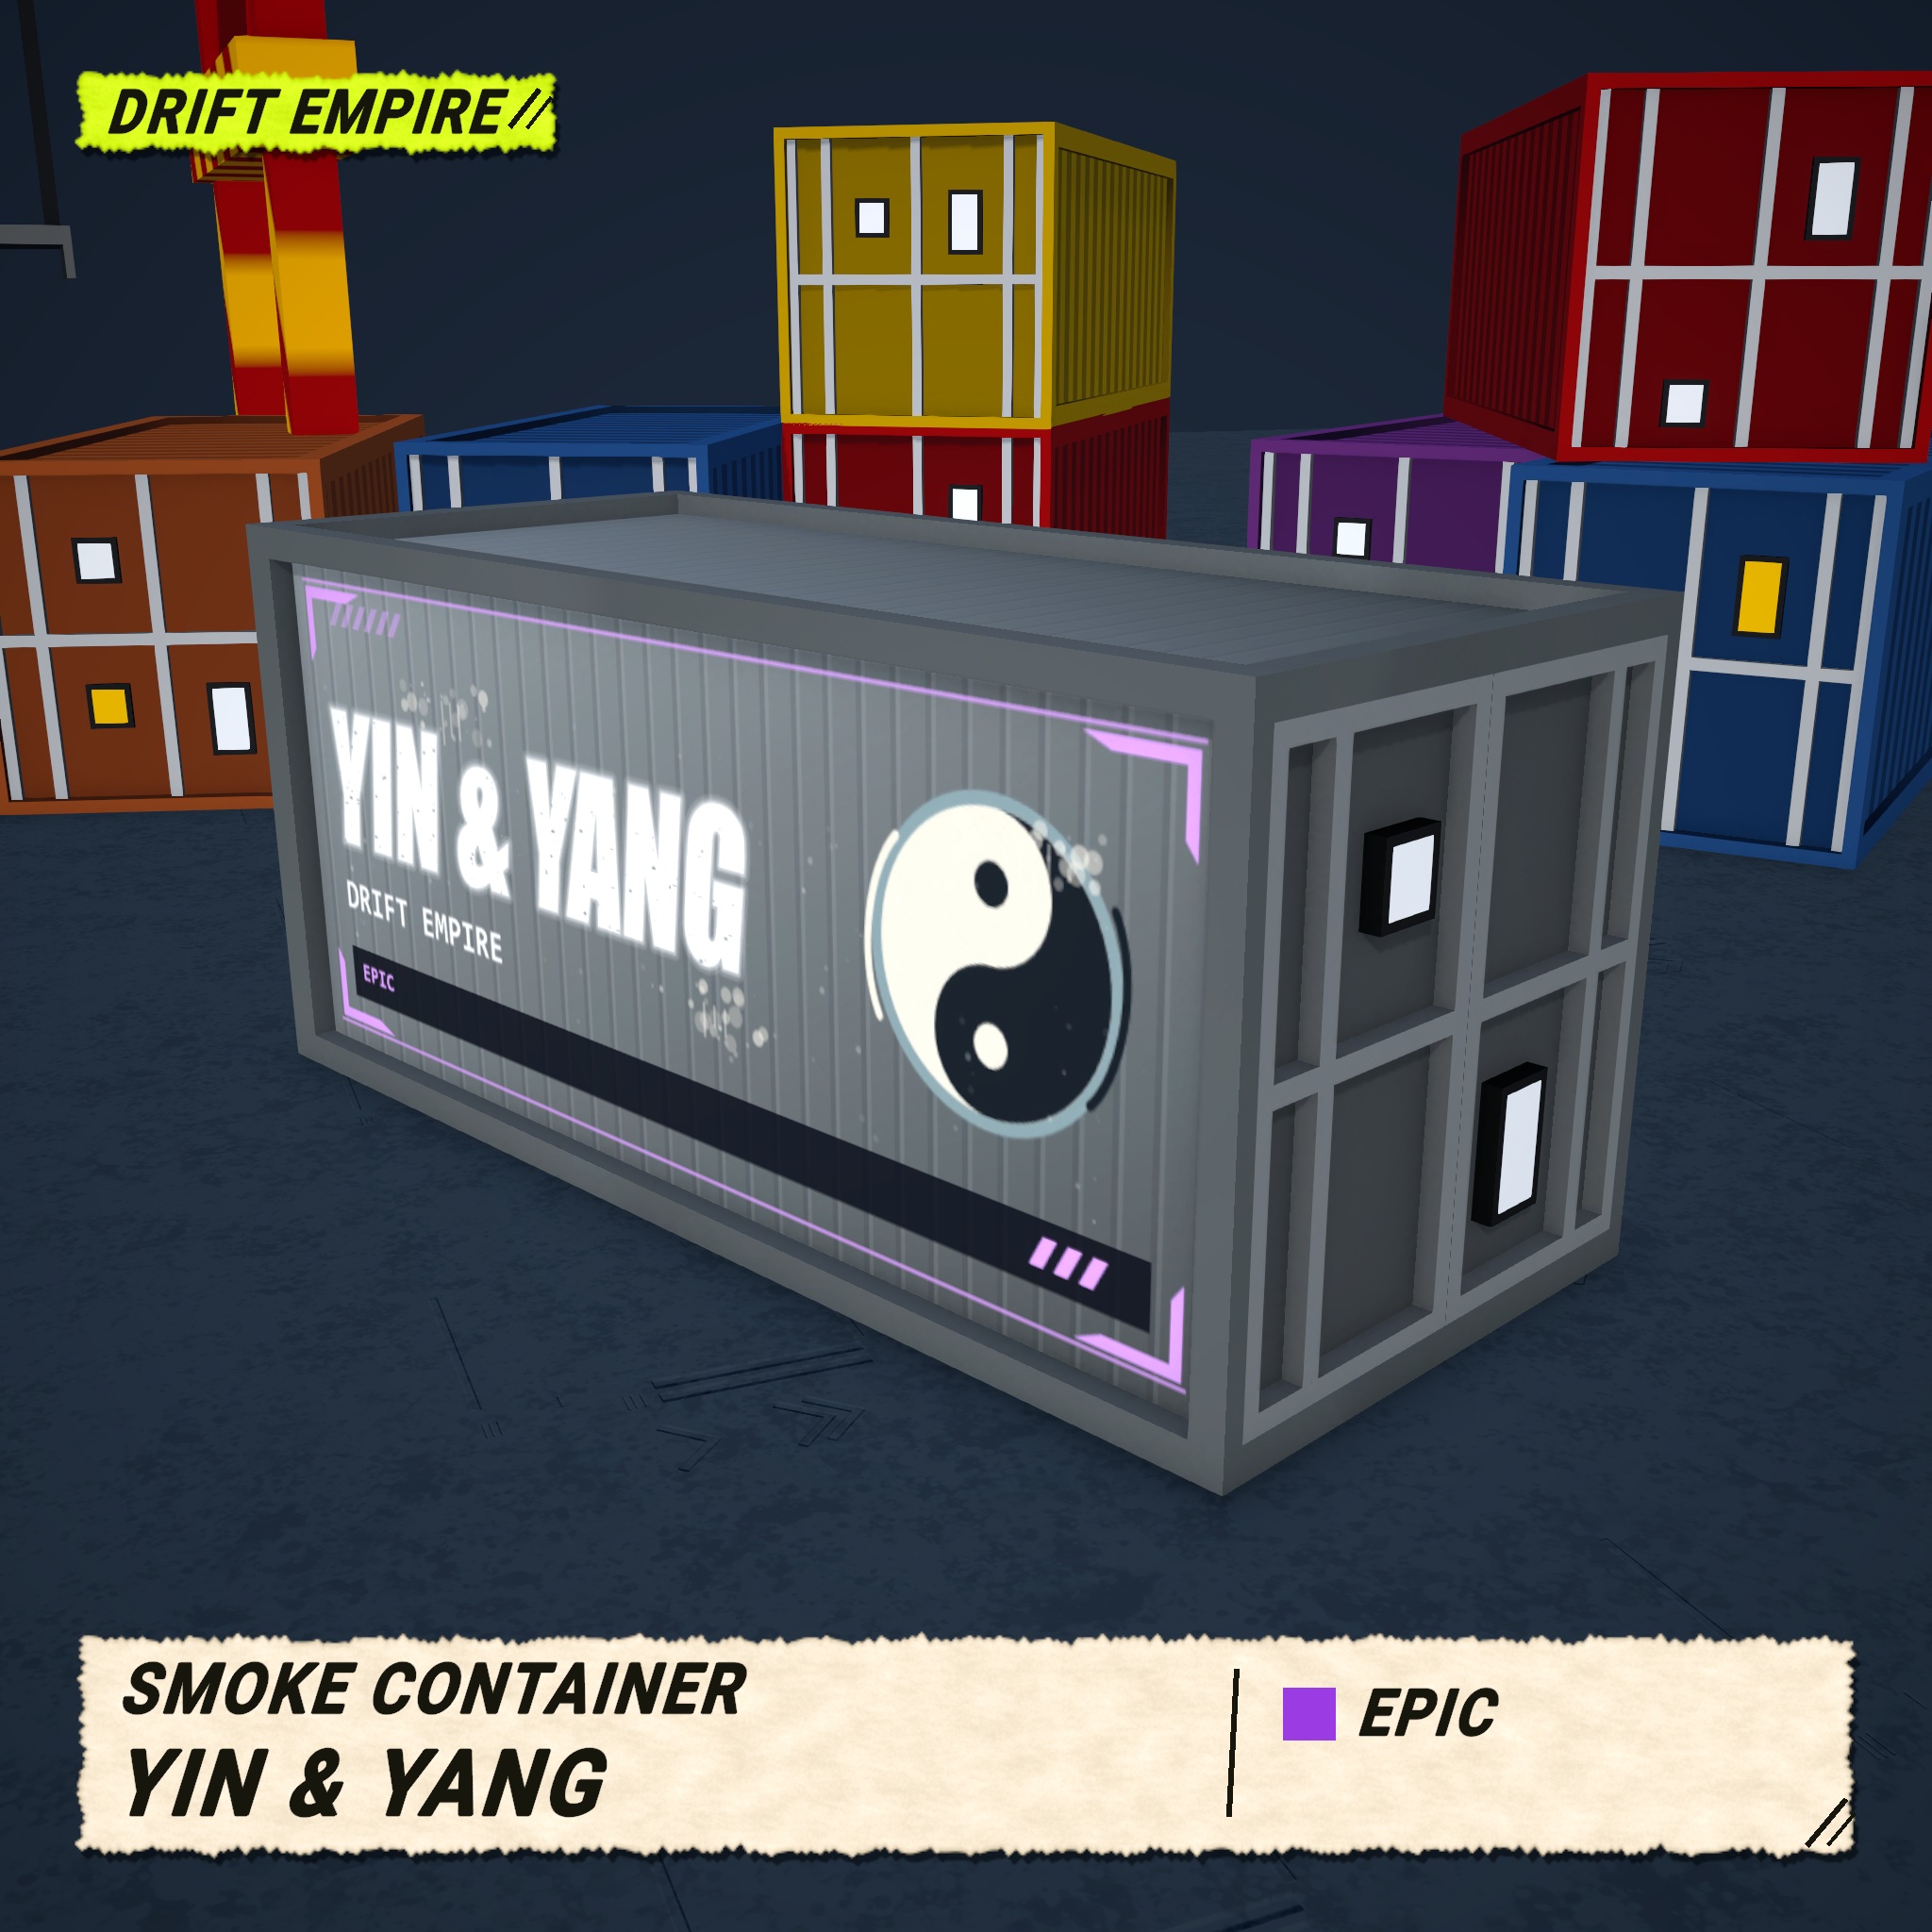 DRIFT EMPIRE//
YIN & YANG
DRIFT EMPIRE
EPIC
SMOKE CONTAINER
YIN & YANG
EPIC